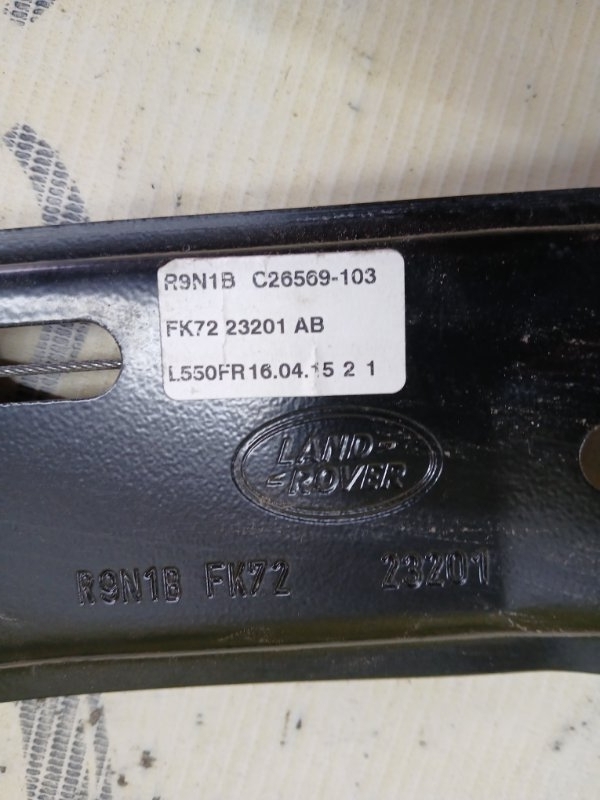 R9N1B C26569-103
FK72 23201 AB
L550FR16.04.15 2 1
LAND
ROVER
R9N1B FK72 23201